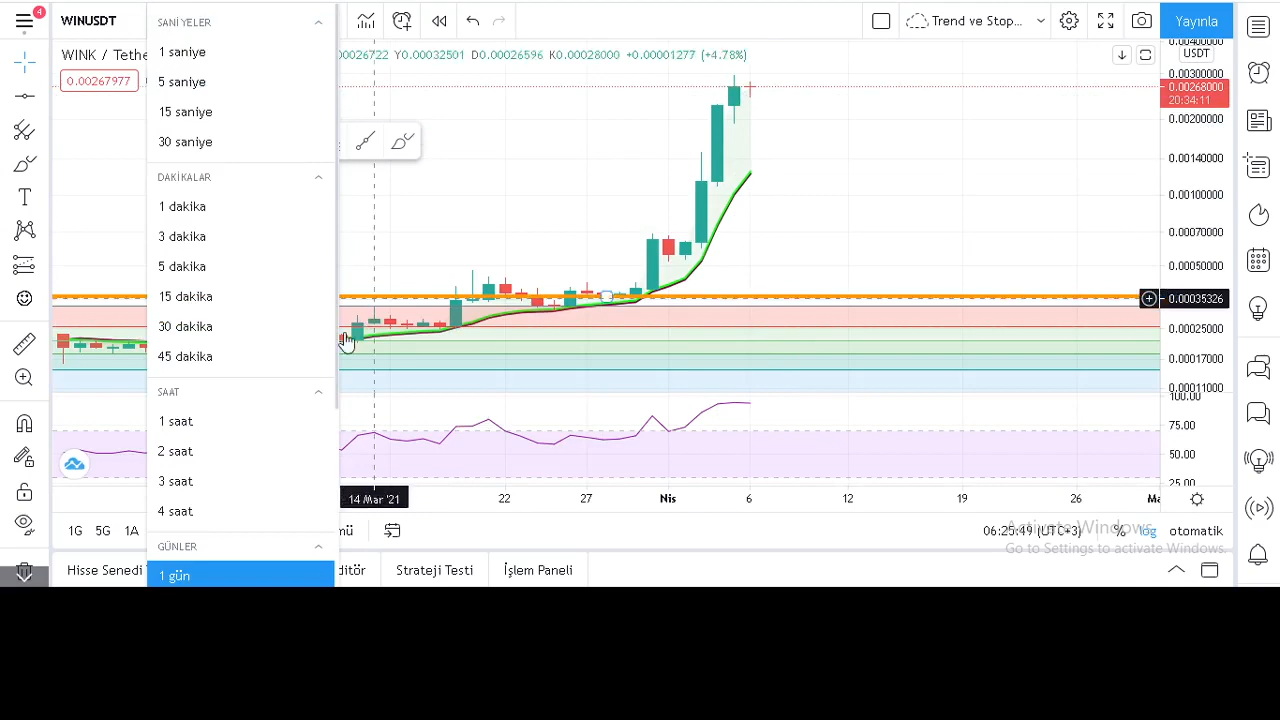 4
WINUSDT
Trend ve Stop...
Yayınla
WINK / Tethe
00026722 Y0.00032501 D0.00026596 K0.00028000 +0.00001277 (+4.78%)
0.00267977
SANİYELER
1 saniye
5 saniye
15 saniye
30 saniye
DAKİKALAR
1 dakika
3 dakika
5 dakika
15 dakika
30 dakika
45 dakika
SAAT
1 saat
2 saat
3 saat
4 saat
GÜNLER
1 gün
0.00400000
USDT
0.00300000
0.00268000
20:34:11
0.00200000
0.00140000
0.00100000
0.00070000
0.00050000
0.00035326
0.00025000
0.00017000
0.00011000
100.00
75.00
50.00
25.00
14 Mar '21
22
27
Nis
6
12
19
26
Ma
1G 5G 1A
mü
06:25:49 (UTC+3)
%
log
otomatik
Activate Windows
Go to Settings to activate Windows.
Hisse Senedi
ditör
Strateji Testi
İşlem Paneli